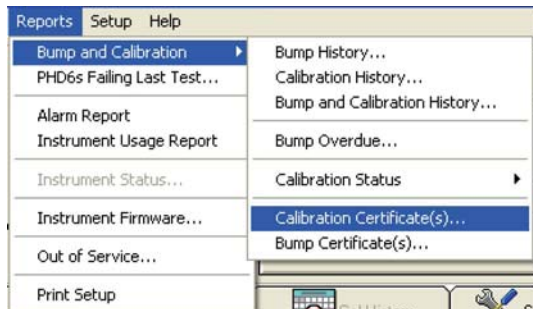 Reports Setup Help
Bump and Calibration
PHD6s Failing Last Test...
Alarm Report
Instrument Usage Report
Instrument Status...
Instrument Firmware...
Out of Service...
Print Setup
Bump History...
Calibration History...
Bump and Calibration History...
Bump Overdue...
Calibration Status
Calibration Certificate(s)...
Bump Certificate(s)...